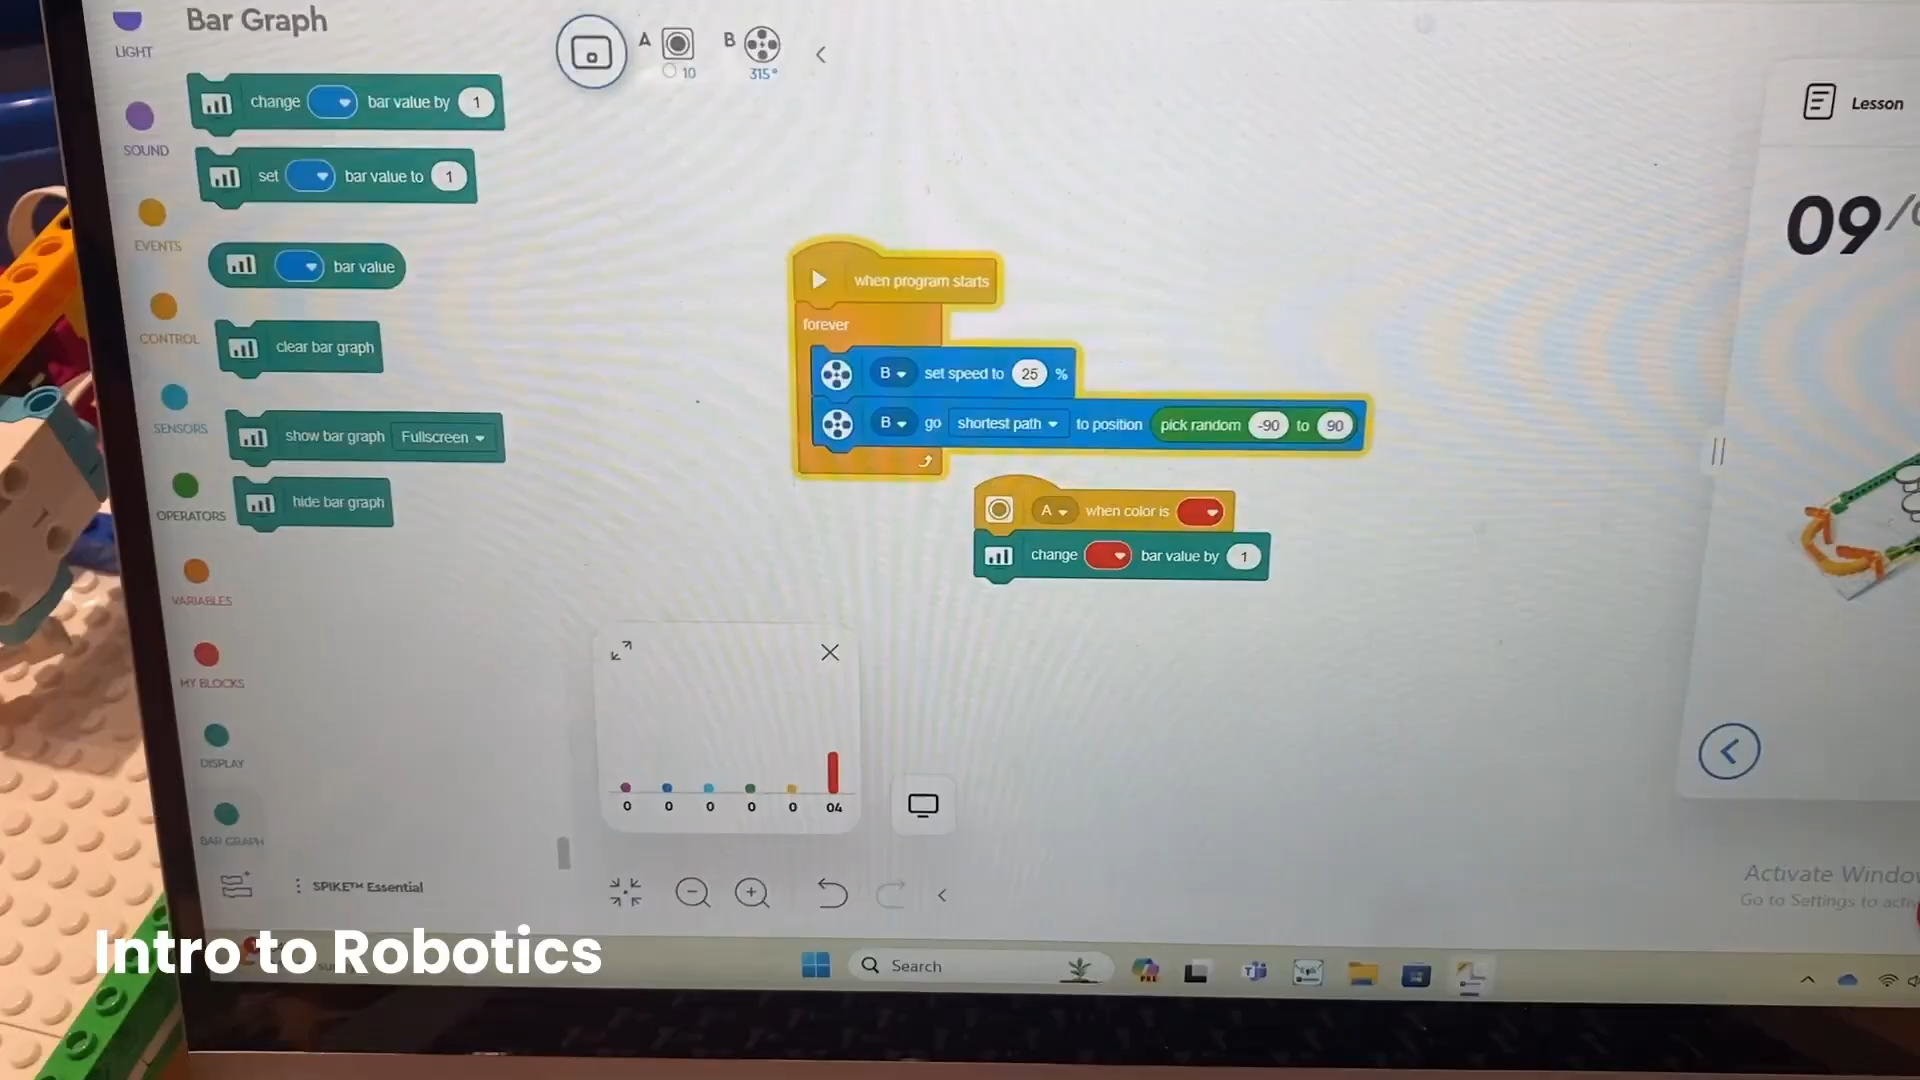 Bar Graph
LIGHT
SOUND
EVENTS
CONTROL
SENSORS
OPERATORS
VARIABLES
MY BLOCKS
DISPLAY
BAR GRAPH
change bar value by 1
set bar value to 1
bar value
clear bar graph
show bar graph Fullscreen
hide bar graph
A
10
B
315°
when program starts
forever
B set speed to 25 %
B go shortest path to position pick random -90 to 90
A when color is
change bar value by 1
0 0 0 0 0 04
SPIKE™ Essential
Lesson
09/
Activate Window
Go to Settings to activ
Search
Intro to Robotics